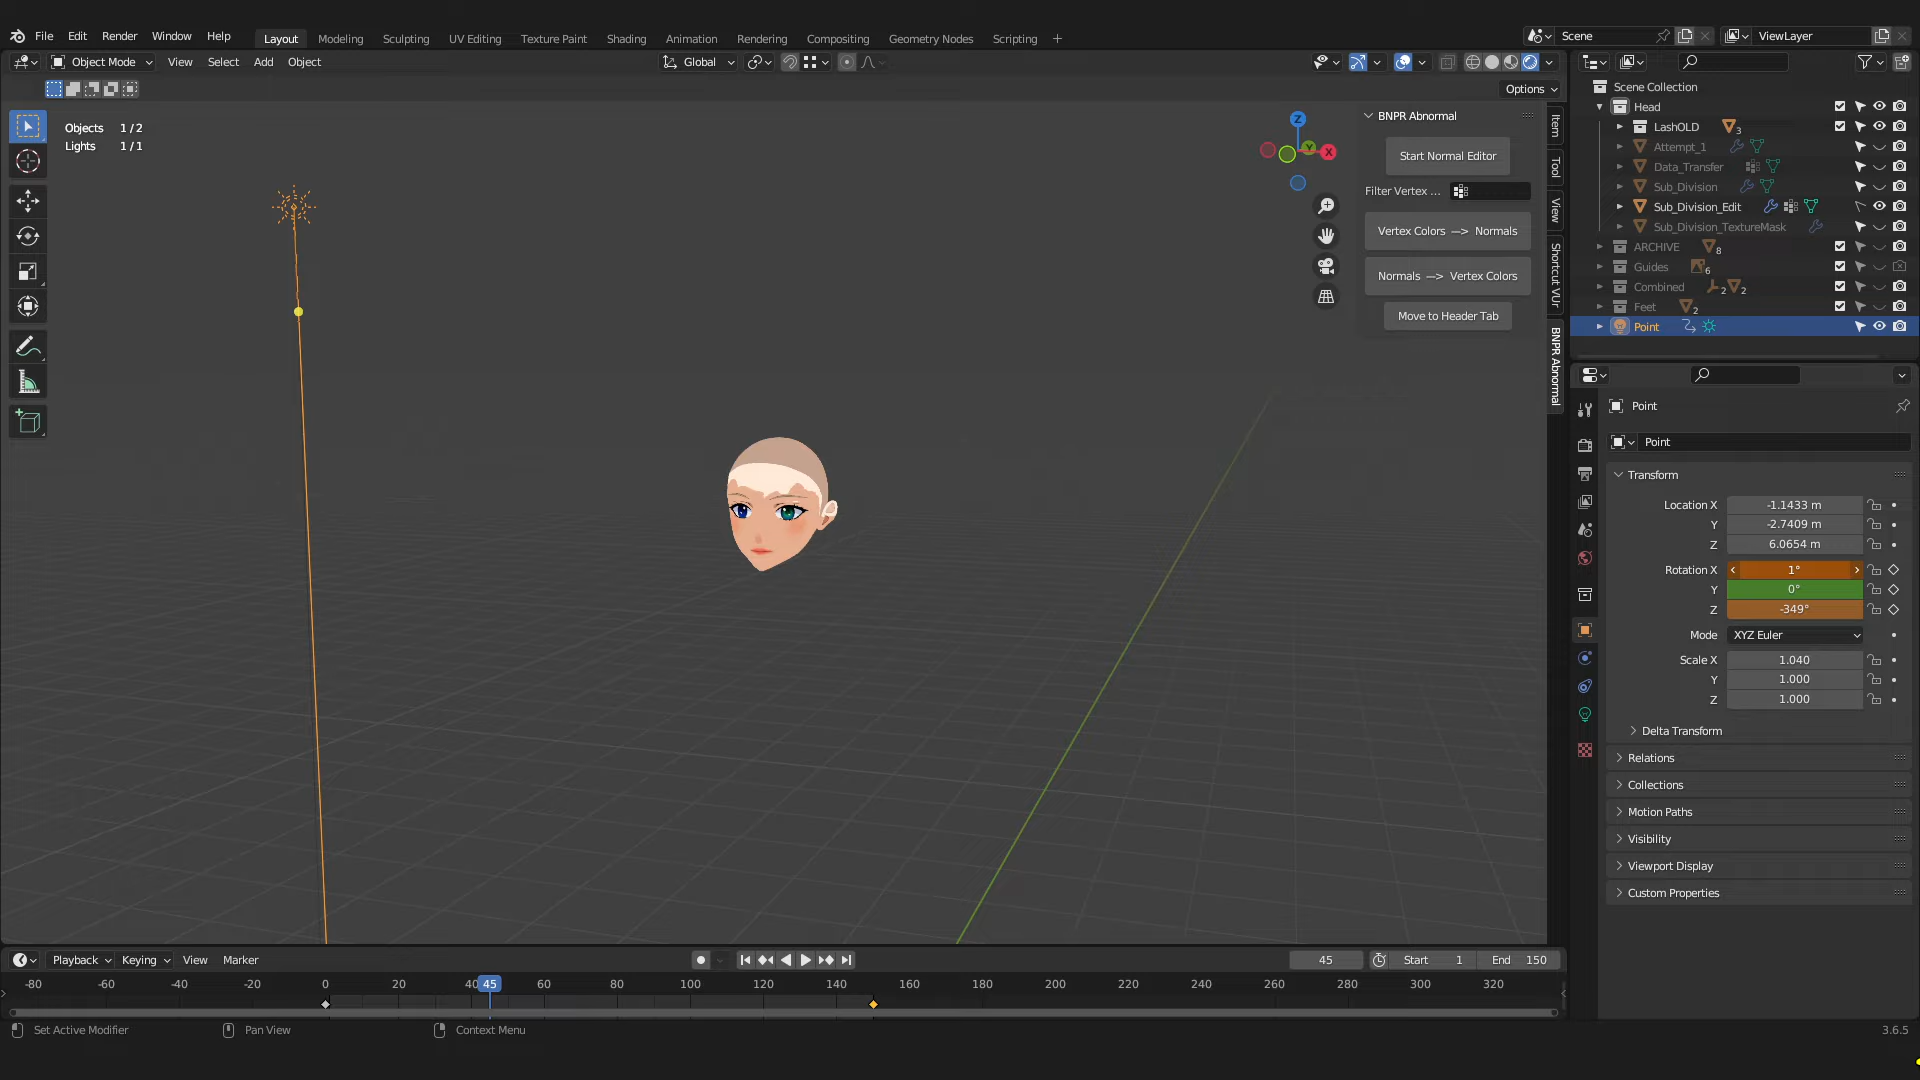 File Edit Render Window Help Layout Modeling Sculpting UV Editing Texture Paint Shading Animation Rendering Compositing Geometry Nodes Scripting + Scene ViewLayer
Object Mode View Select Add Object Global
Options
Objects 1 / 2
Lights 1 / 1
Z
Y
X
BNPR Abnormal
Start Normal Editor
Filter Vertex ...
Vertex Colors —> Normals
Normals —> Vertex Colors
Move to Header Tab
Item
Tool
View
Shortcut VUr
BNPR Abnormal
Scene Collection
Head
LashOLD 3
Attempt_1
Data_Transfer
Sub_Division
Sub_Division_Edit
Sub_Division_TextureMask
ARCHIVE 8
Guides 6
Combined 2 2
Feet 2
Point
Point
Point
Transform
Location X -1.1433 m
Y -2.7409 m
Z 6.0654 m
Rotation X 1°
Y 0°
Z -349°
Mode XYZ Euler
Scale X 1.040
Y 1.000
Z 1.000
Delta Transform
Relations
Collections
Motion Paths
Visibility
Viewport Display
Custom Properties
Playback Keying View Marker 45 Start 1 End 150
-80 -60 -40 -20 0 20 40 45 60 80 100 120 140 160 180 200 220 240 260 280 300 320
Set Active Modifier Pan View Context Menu 3.6.5